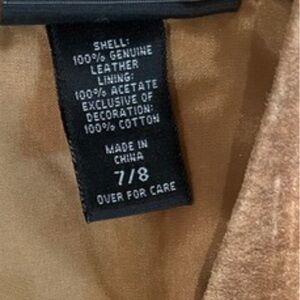 SHELL:
100% GENUINE
LEATHER
LINING:
100% ACETATE
EXCLUSIVE OF
DECORATION:
100% COTTON
MADE IN
CHINA
7/8
OVER FOR CARE